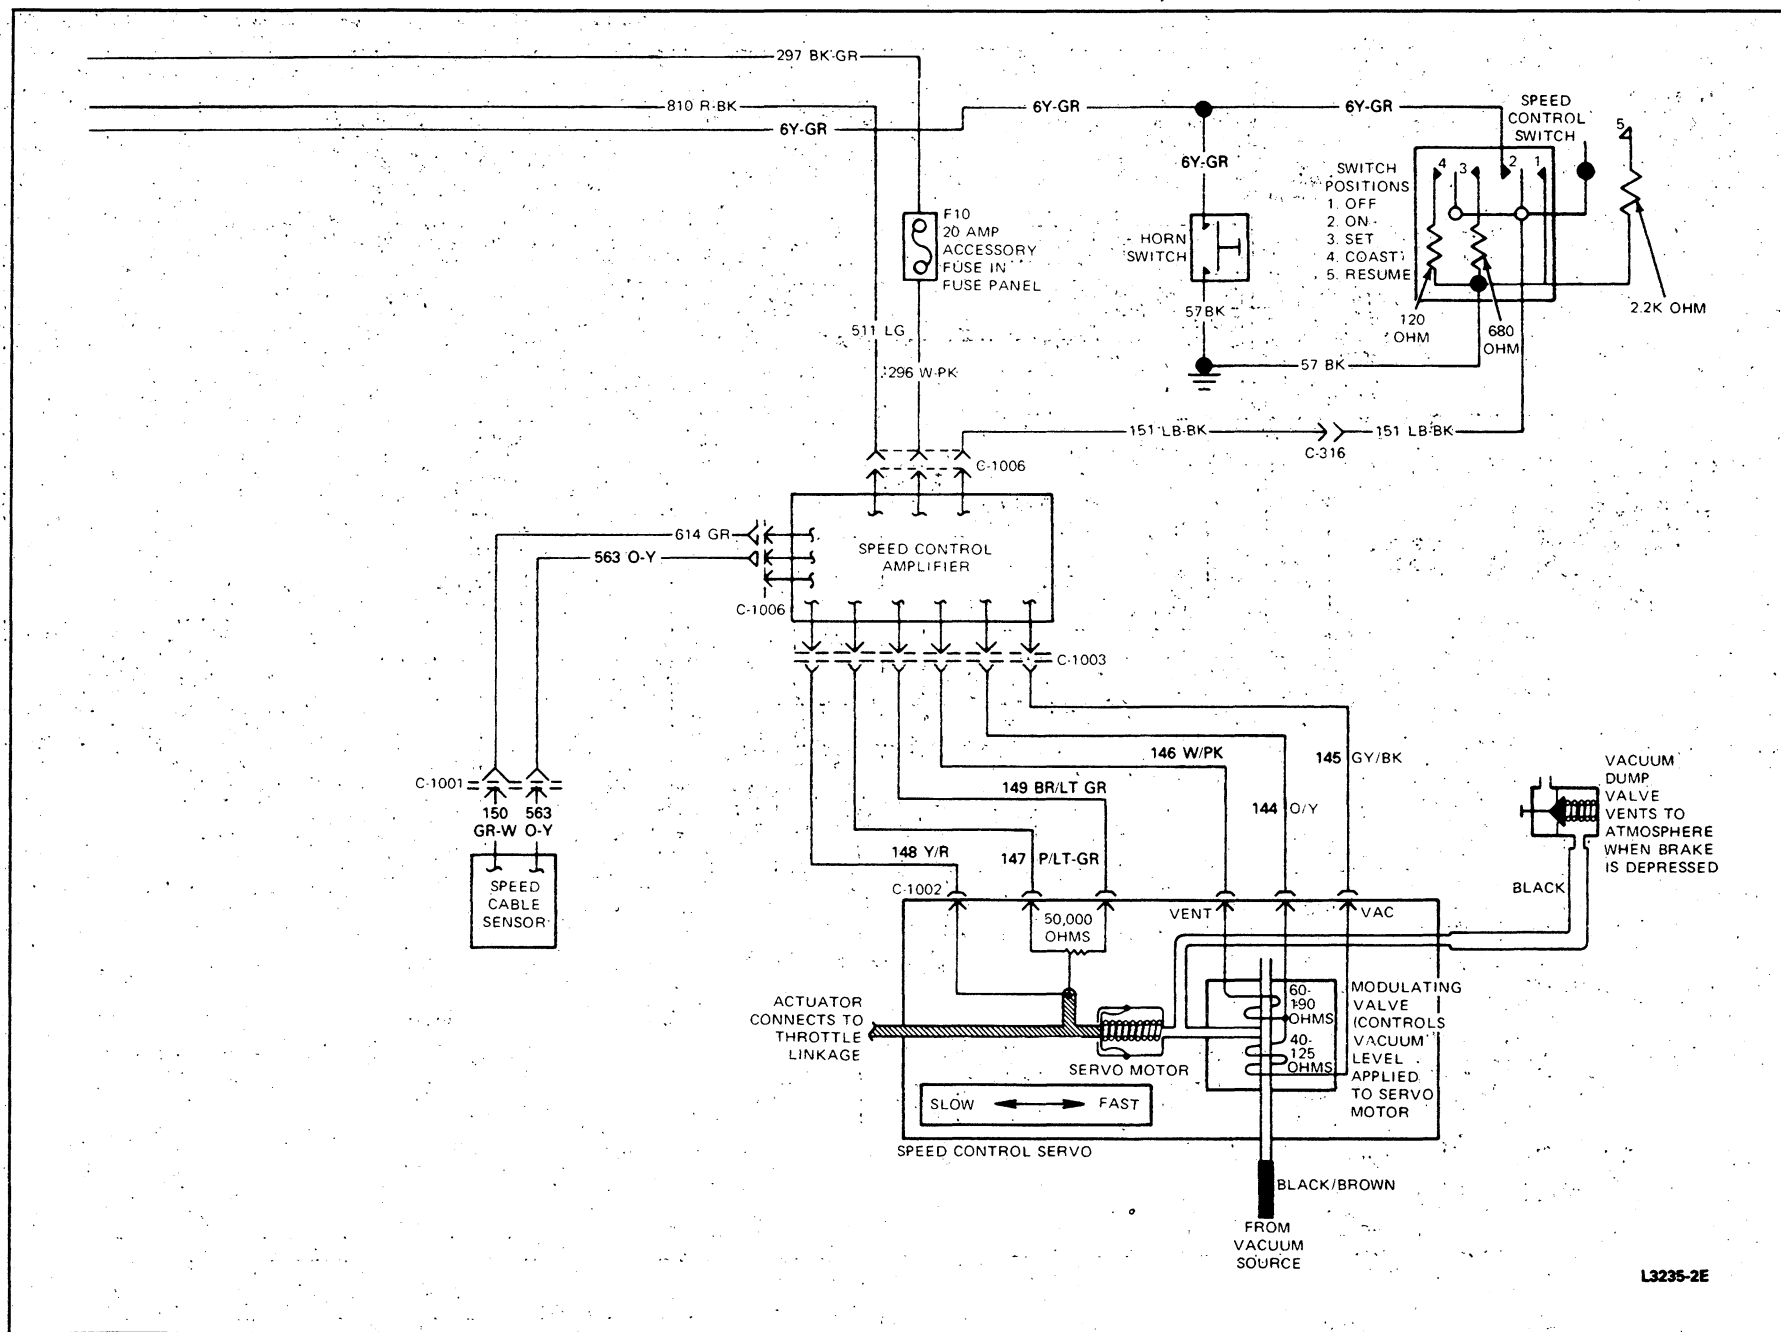 297 BK-GR
810 R-BK
6Y-GR
6Y-GR
6Y-GR
SPEED
CONTROL
SWITCH
5
6Y-GR
SWITCH
POSITIONS
1. OFF
2. ON
3. SET
4. COAST
5. RESUME
4
3
2
1
F10
20 AMP
ACCESSORY
FUSE IN
FUSE PANEL
HORN
SWITCH
57BK
120
OHM
680
OHM
2.2K OHM
511 LG
296 W-PK
57 BK
151 LB-BK
151 LB-BK
C-316
C-1006
614 GR
563 O-Y
SPEED CONTROL
AMPLIFIER
C-1006
C-1003
C-1001
150
GR-W
563
O-Y
SPEED
CABLE
SENSOR
146 W/PK
145 GY/BK
149 BR/LT GR
144 O/Y
148 Y/R
147 P/LT-GR
VACUUM
DUMP
VALVE
VENTS TO
ATMOSPHERE
WHEN BRAKE
IS DEPRESSED
BLACK
C-1002
50,000
OHMS
VENT
VAC
ACTUATOR
CONNECTS TO
THROTTLE
LINKAGE
60-
190
OHMS
40-
125
OHMS
MODULATING
VALVE
(CONTROLS
VACUUM
LEVEL
APPLIED
TO SERVO
MOTOR
SERVO MOTOR
SLOW FAST
SPEED CONTROL SERVO
BLACK/BROWN
FROM
VACUUM
SOURCE
L3235-2E